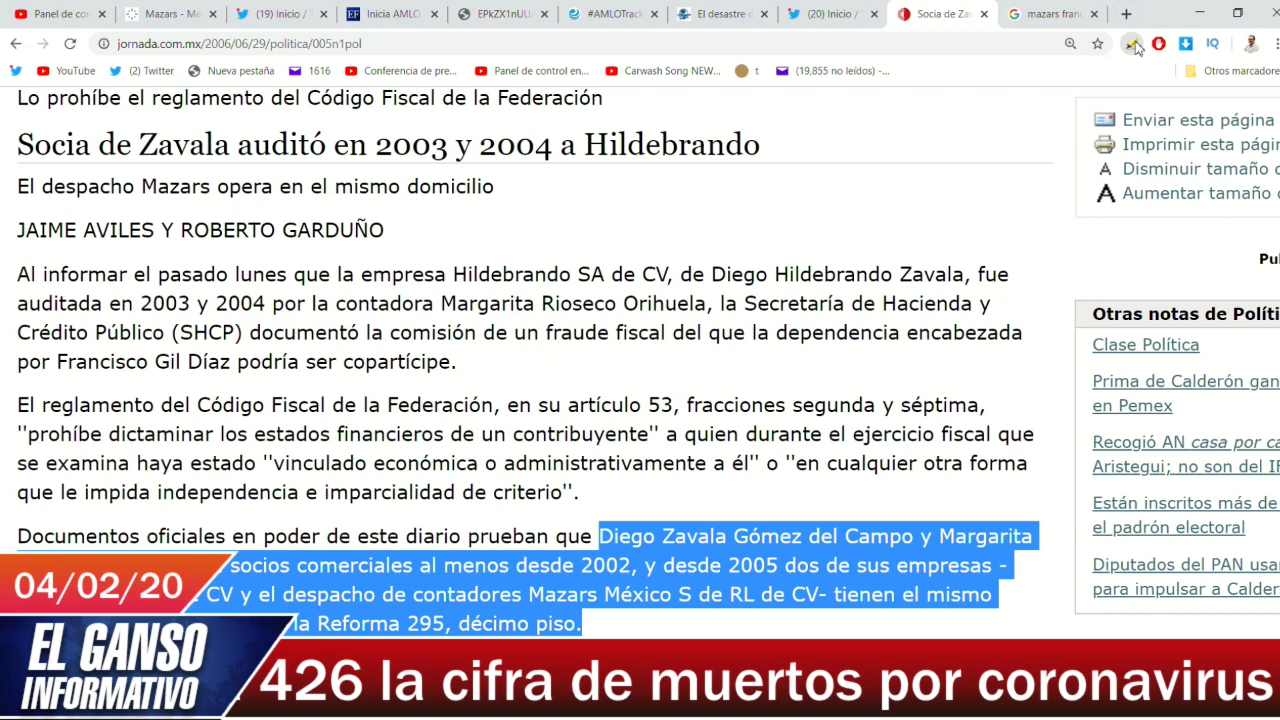 Panel de con
Mazars - Me
(19) Inicio / T
Inicia AMLO
EPkZX1nUU
#AMLOTrack
El desastre d
(20) Inicio /
Socia de Zav
mazars franc
jornada.com.mx/2006/06/29/politica/005n1pol
IQ
YouTube
(2) Twitter
Nueva pestaña
1616
Conferencia de pre...
Panel de control en...
Carwash Song NEW...
t
(19,855 no leídos) -...
Otros marcadore
Lo prohíbe el reglamento del Código Fiscal de la Federación
Socia de Zavala auditó en 2003 y 2004 a Hildebrando
El despacho Mazars opera en el mismo domicilio
JAIME AVILES Y ROBERTO GARDUÑO
Al informar el pasado lunes que la empresa Hildebrando SA de CV, de Diego Hildebrando Zavala, fue
auditada en 2003 y 2004 por la contadora Margarita Rioseco Orihuela, la Secretaría de Hacienda y
Crédito Público (SHCP) documentó la comisión de un fraude fiscal del que la dependencia encabezada
por Francisco Gil Díaz podría ser copartícipe.
El reglamento del Código Fiscal de la Federación, en su artículo 53, fracciones segunda y séptima,
''prohíbe dictaminar los estados financieros de un contribuyente'' a quien durante el ejercicio fiscal que
se examina haya estado ''vinculado económica o administrativamente a él'' o ''en cualquier otra forma
que le impida independencia e imparcialidad de criterio''.
Documentos oficiales en poder de este diario prueban que Diego Zavala Gómez del Campo y Margarita
socios comerciales al menos desde 2002, y desde 2005 dos de sus empresas -
CV y el despacho de contadores Mazars México S de RL de CV- tienen el mismo
la Reforma 295, décimo piso.
Enviar esta página
Imprimir esta pági
A Disminuir tamaño d
A Aumentar tamaño d
Pu
Otras notas de Políti
Clase Política
Prima de Calderón gan
en Pemex
Recogió AN casa por ca
Aristegui; no son del IF
Están inscritos más de
el padrón electoral
Diputados del PAN usa
para impulsar a Calder
04/02/20
EL GANSO
INFORMATIVO
426 la cifra de muertos por coronavirus